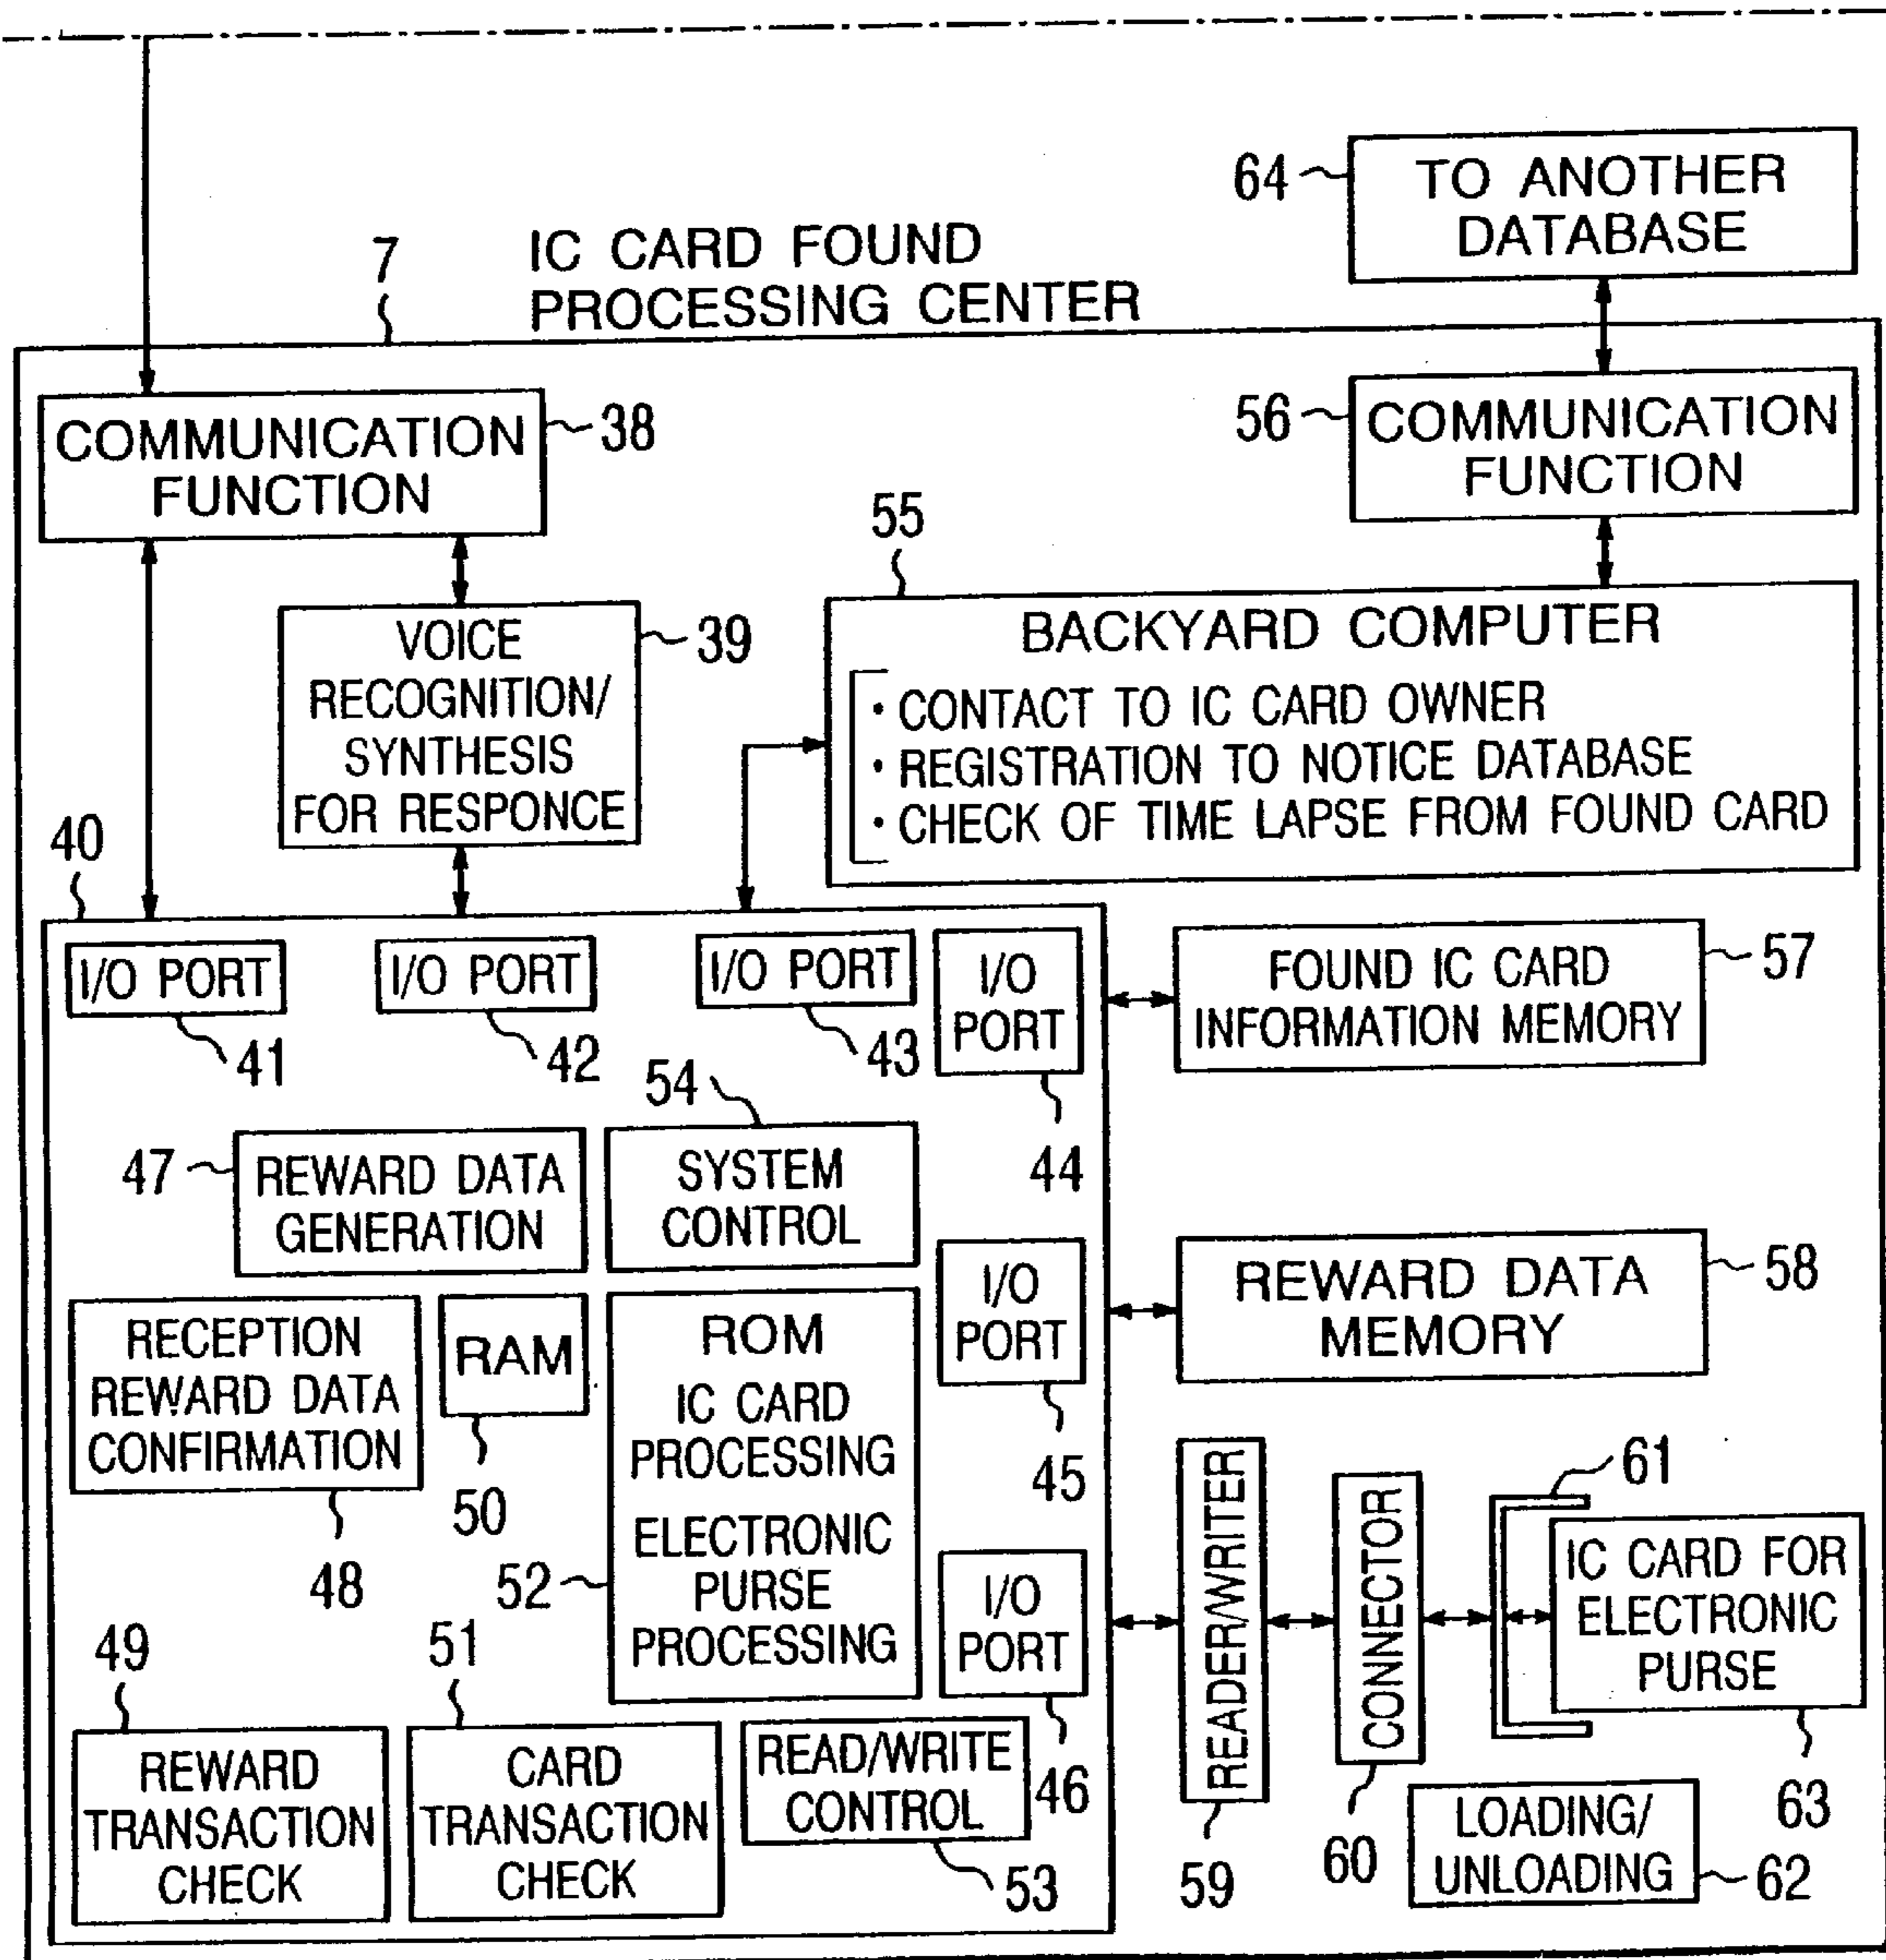 64
TO ANOTHER
DATABASE
7
IC CARD FOUND
PROCESSING CENTER
COMMUNICATION
FUNCTION
38
56
COMMUNICATION
FUNCTION
55
VOICE
RECOGNITION/
SYNTHESIS
FOR RESPONCE
39
BACKYARD COMPUTER
· CONTACT TO IC CARD OWNER
· REGISTRATION TO NOTICE DATABASE
· CHECK OF TIME LAPSE FROM FOUND CARD
40
I/O PORT
41
I/O PORT
42
I/O PORT
43
I/O
PORT
44
FOUND IC CARD
INFORMATION MEMORY
57
54
47
REWARD DATA
GENERATION
SYSTEM
CONTROL
I/O
PORT
45
REWARD DATA
MEMORY
58
RECEPTION
REWARD DATA
CONFIRMATION
48
RAM
50
ROM
IC CARD
PROCESSING
ELECTRONIC
PURSE
PROCESSING
52
I/O
PORT
46
READER/WRITER
59
CONNECTOR
60
61
IC CARD FOR
ELECTRONIC
PURSE
63
49
REWARD
TRANSACTION
CHECK
51
CARD
TRANSACTION
CHECK
READ/WRITE
CONTROL
53
LOADING/
UNLOADING
62